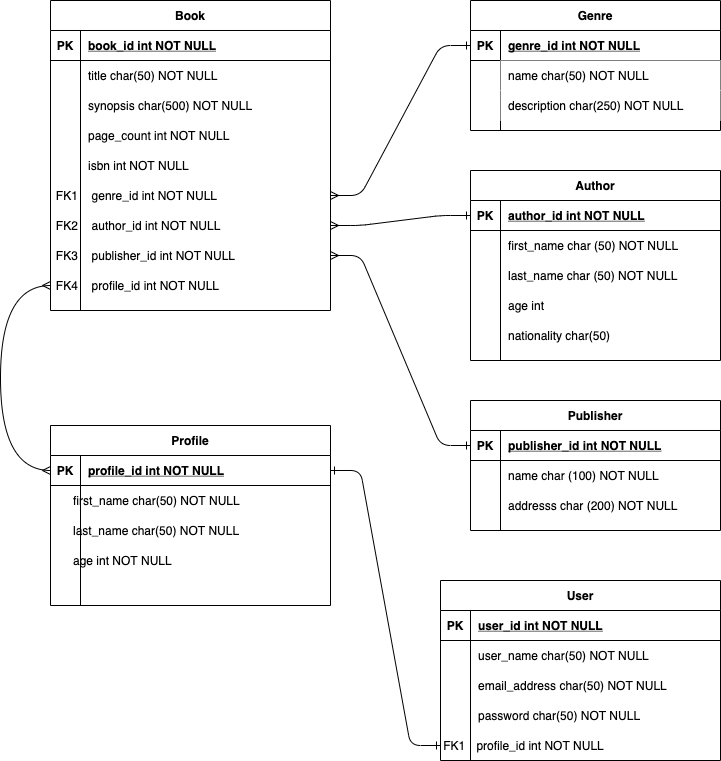 Book
PK book_id int NOT NULL
title char(50) NOT NULL
synopsis char(500) NOT NULL
page_count int NOT NULL
isbn int NOT NULL
FK1 genre_id int NOT NULL
FK2 author_id int NOT NULL
FK3 publisher_id int NOT NULL
FK4 profile_id int NOT NULL
Genre
PK genre_id int NOT NULL
name char(50) NOT NULL
description char(250) NOT NULL
Author
PK author_id int NOT NULL
first_name char (50) NOT NULL
last_name char (50) NOT NULL
age int
nationality char(50)
Profile
PK profile_id int NOT NULL
first_name char(50) NOT NULL
last_name char(50) NOT NULL
age int NOT NULL
Publisher
PK publisher_id int NOT NULL
name char (100) NOT NULL
addresss char (200) NOT NULL
User
PK user_id int NOT NULL
user_name char(50) NOT NULL
email_address char(50) NOT NULL
password char(50) NOT NULL
FK1 profile_id int NOT NULL